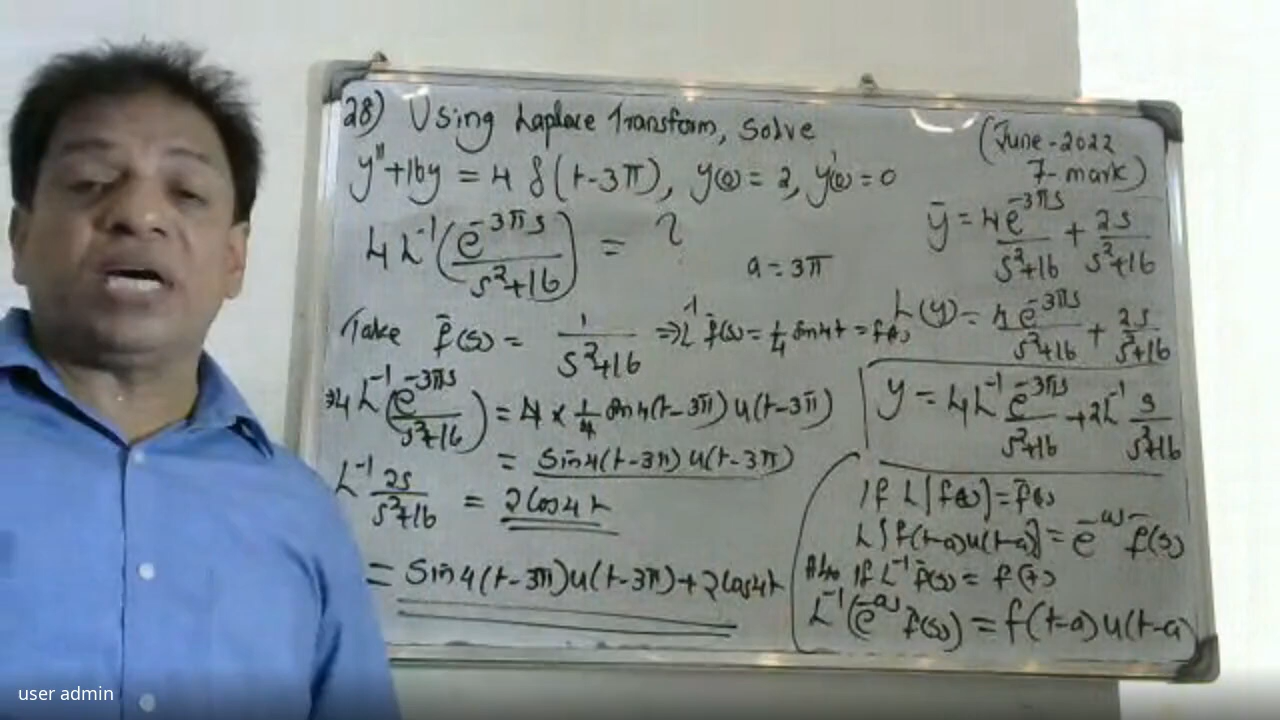 28) Using Laplace Transform, Solve
(June-2022
7-mark)
y''+16y = 4 δ(t-3π), y(0) = 2, y'(0) = 0
ȳ = 4e^{-3πs}/(s²+16) + 2s/(s²+16)
4 L⁻¹(e^{-3πs}/(s²+16)) = ?
a = 3π
L(y) = 4e^{-3πs}/(s²+16) + 2s/(s²+16)
Take f̄(s) = 1/(s²+16) ⇒ L⁻¹ f̄(s) = 1/4 sin4t = f(t)
y = 4L⁻¹ e^{-3πs}/(s²+16) + 2L⁻¹ s/(s²+16)
⇒ 4 L⁻¹(e^{-3πs}/(s²+16)) = 4 × 1/4 sin4(t-3π) u(t-3π)
= Sin4(t-3π) u(t-3π)
L⁻¹ 2s/(s²+16) = 2Cos4t
= Sin4(t-3π)u(t-3π) + 2Cos4t
If L[f(t)] = f̄(s)
L[f(t-a)u(t-a)] = e^{-as} f̄(s)
Also If L⁻¹ f̄(s) = f(t)
L⁻¹(e^{-as} f̄(s)) = f(t-a) u(t-a)
user admin